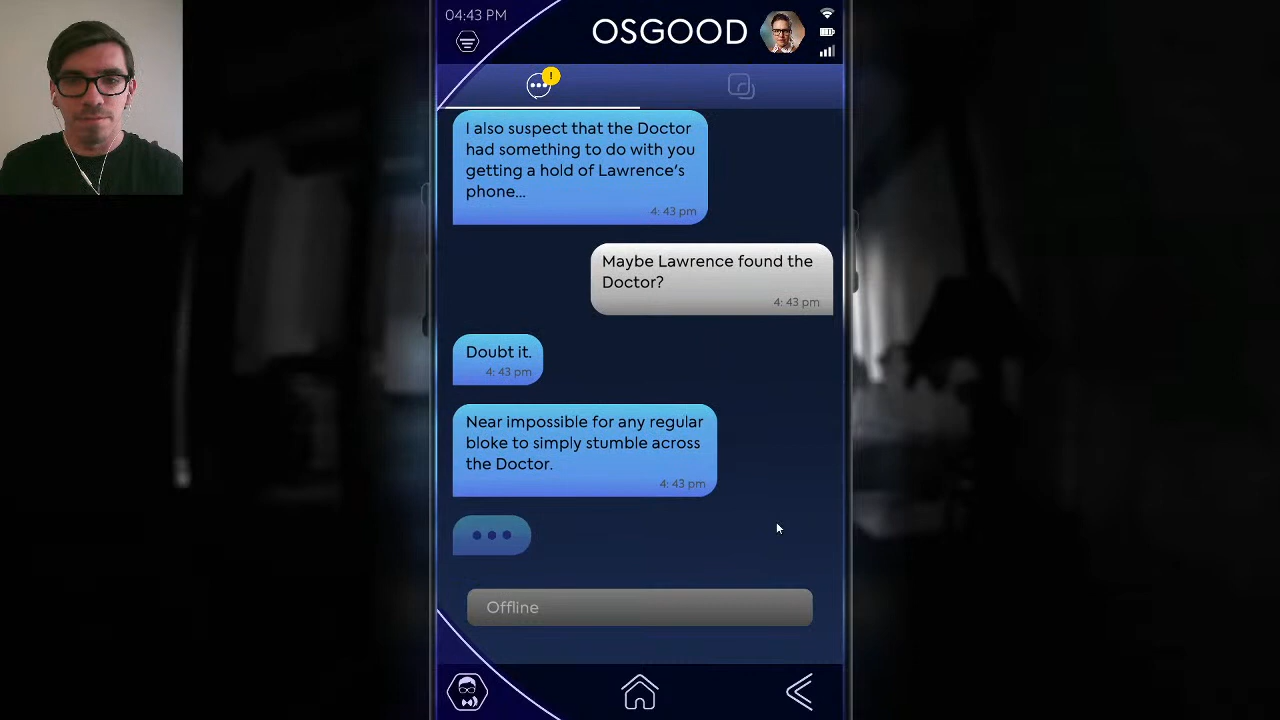 04:43 PM
OSGOOD
!
I also suspect that the Doctor
had something to do with you
getting a hold of Lawrence's
phone...
4: 43 pm
Maybe Lawrence found the
Doctor?
4: 43 pm
Doubt it.
4: 43 pm
Near impossible for any regular
bloke to simply stumble across
the Doctor.
4: 43 pm
Offline